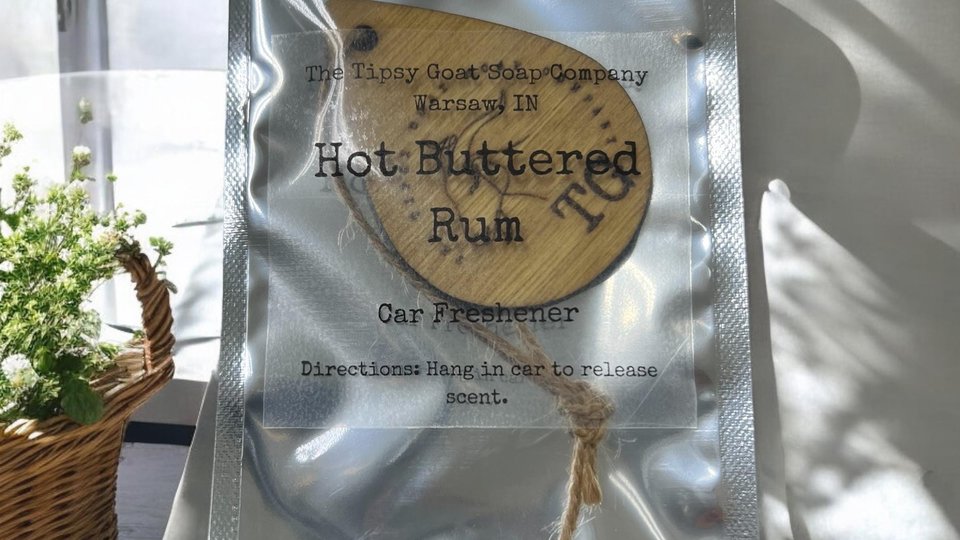 The Tipsy Goat Soap Company
Warsaw, IN
Hot Buttered
Rum
TG
Car Freshener
Directions: Hang in car to release
scent.